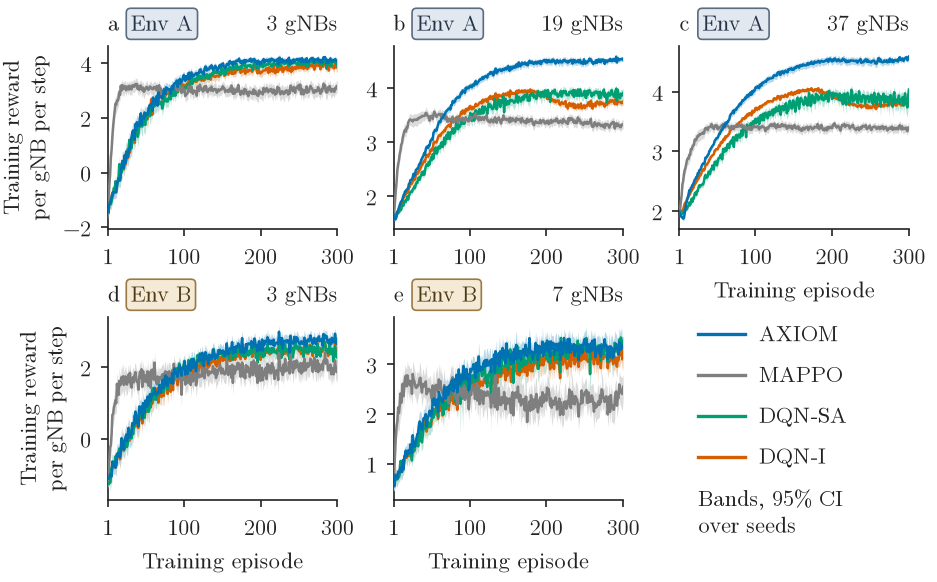 a Env A 3 gNBs
b Env A 19 gNBs
c Env A 37 gNBs
Training reward
per gNB per step
4
2
0
−2
1 100 200 300
4
3
2
1 100 200 300
4
3
2
1 100 200 300
Training episode
d Env B 3 gNBs
e Env B 7 gNBs
Training reward
per gNB per step
2
0
1 100 200 300
Training episode
3
2
1
1 100 200 300
Training episode
AXIOM
MAPPO
DQN-SA
DQN-I
Bands, 95% CI
over seeds